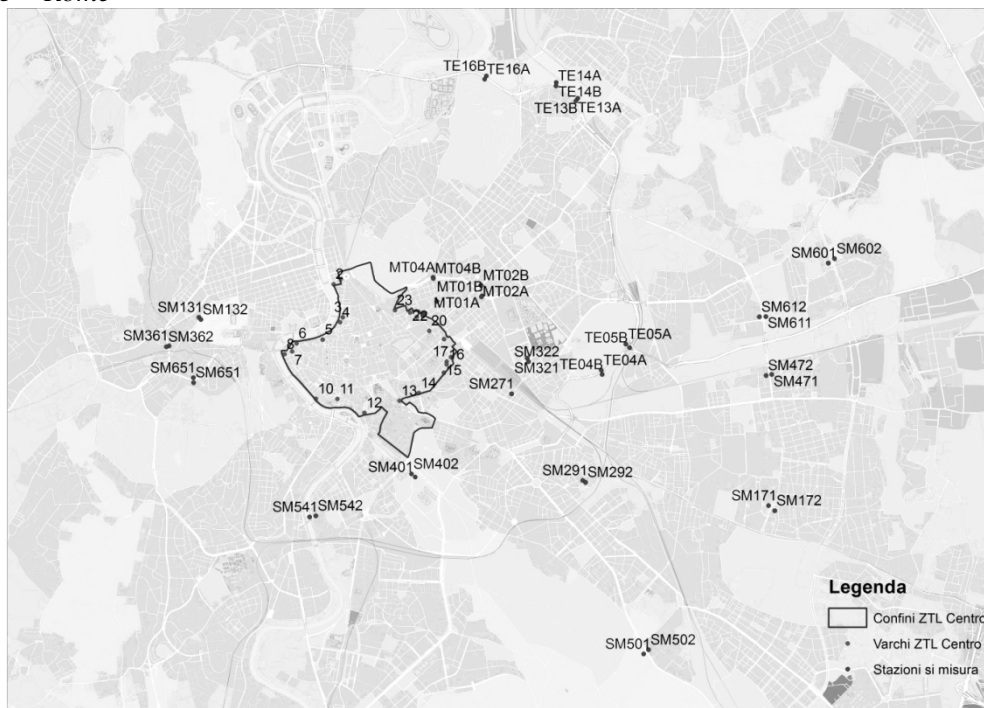 Rome
TE16B TE16A
TE14A
TE14B
TE13B TE13A
SM601 SM602
2
MT04A MT04B
MT02B
MT01B
MT02A
MT01A
SM131 SM132
3
4
23
22
20
SM612
SM611
5
6
8
7
SM361 SM362
17
16
15
SM322
SM321
TE05B TE05A
TE04B TE04A
SM651
SM651
SM472
SM471
14
13
SM271
10
11
12
SM401 SM402
SM291 SM292
SM171 SM172
SM541 SM542
SM501 SM502
Legenda
Confini ZTL Centro
Varchi ZTL Centro
Stazioni si misura